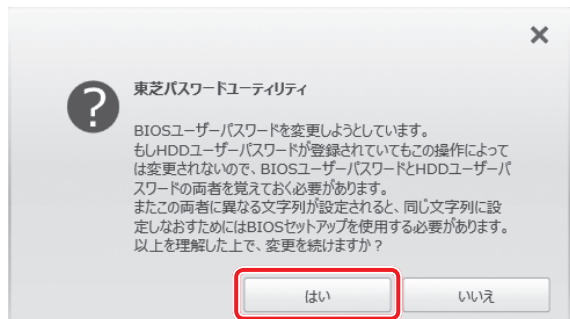 東芝パスワードユーティリティ
BIOSユーザーパスワードを変更しようとしています。
もしHDDユーザーパスワードが登録されていてもこの操作によって
は変更されないので、BIOSユーザーパスワードとHDDユーザーパ
スワードの両者を覚えておく必要があります。
またこの両者に異なる文字列が設定されると、同じ文字列に設
定しなおすためにはBIOSセットアップを使用する必要があります。
以上を理解した上で、変更を続けますか？
はい
いいえ